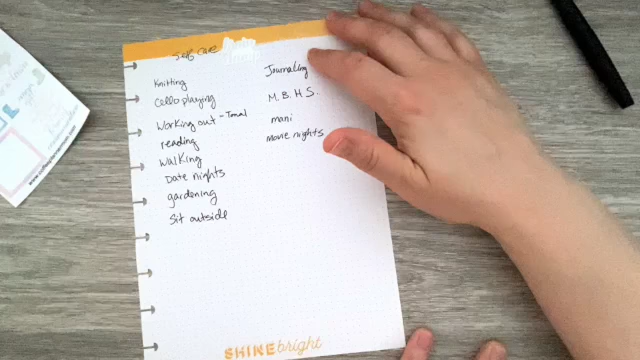 Self care
Knitting
Cello playing
Working out - Tonal
reading
Walking
Date nights
gardening
Sit outside
Journaling
M.B.H.S.
mani
movie nights
SHINE bright